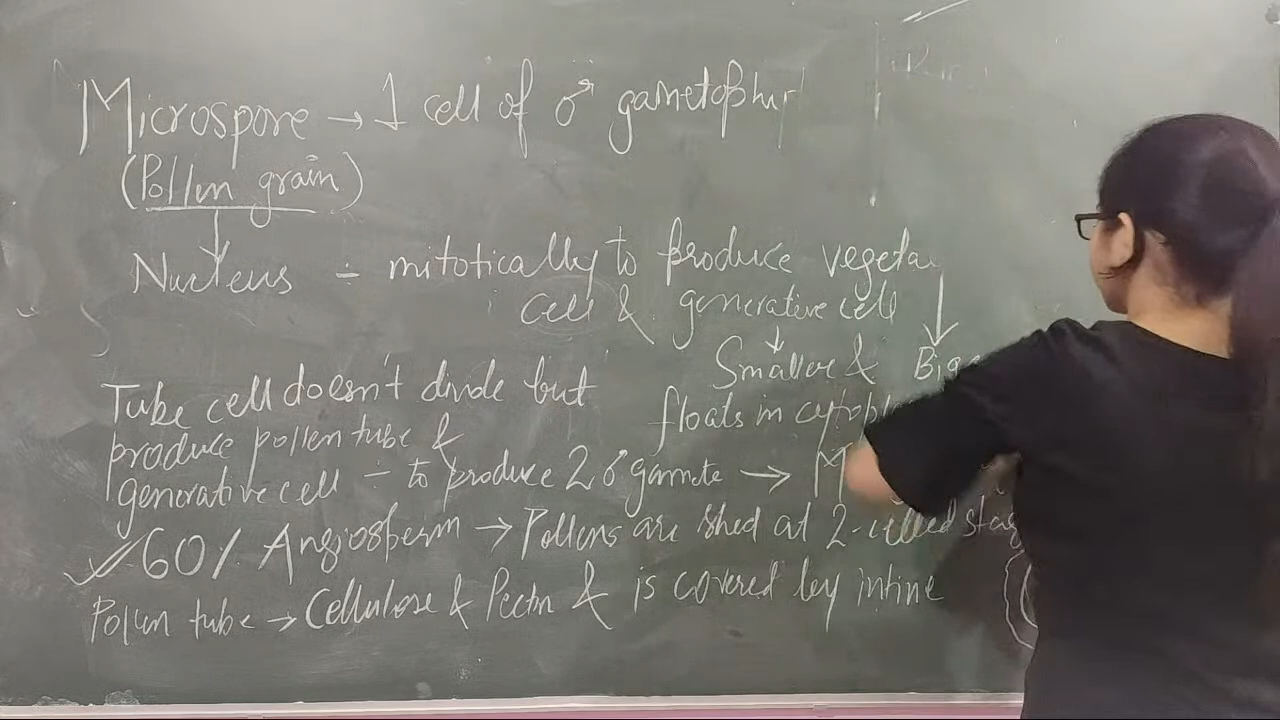 Microspore → 1 cell of ♂ gametophy
(Pollen grain)
Nucleus ÷ mitotically to produce vegeta
cell & generative cell
Smaller & Big
floats in cytopl
Tube cell doesn't divide but
produce pollen tube &
generative cell ÷ to produce 2 ♂ gamete → M
60% Angiosperm → Pollens are shed at 2-celled stag
Pollen tube → Cellulose & Pectin & is covered by intine